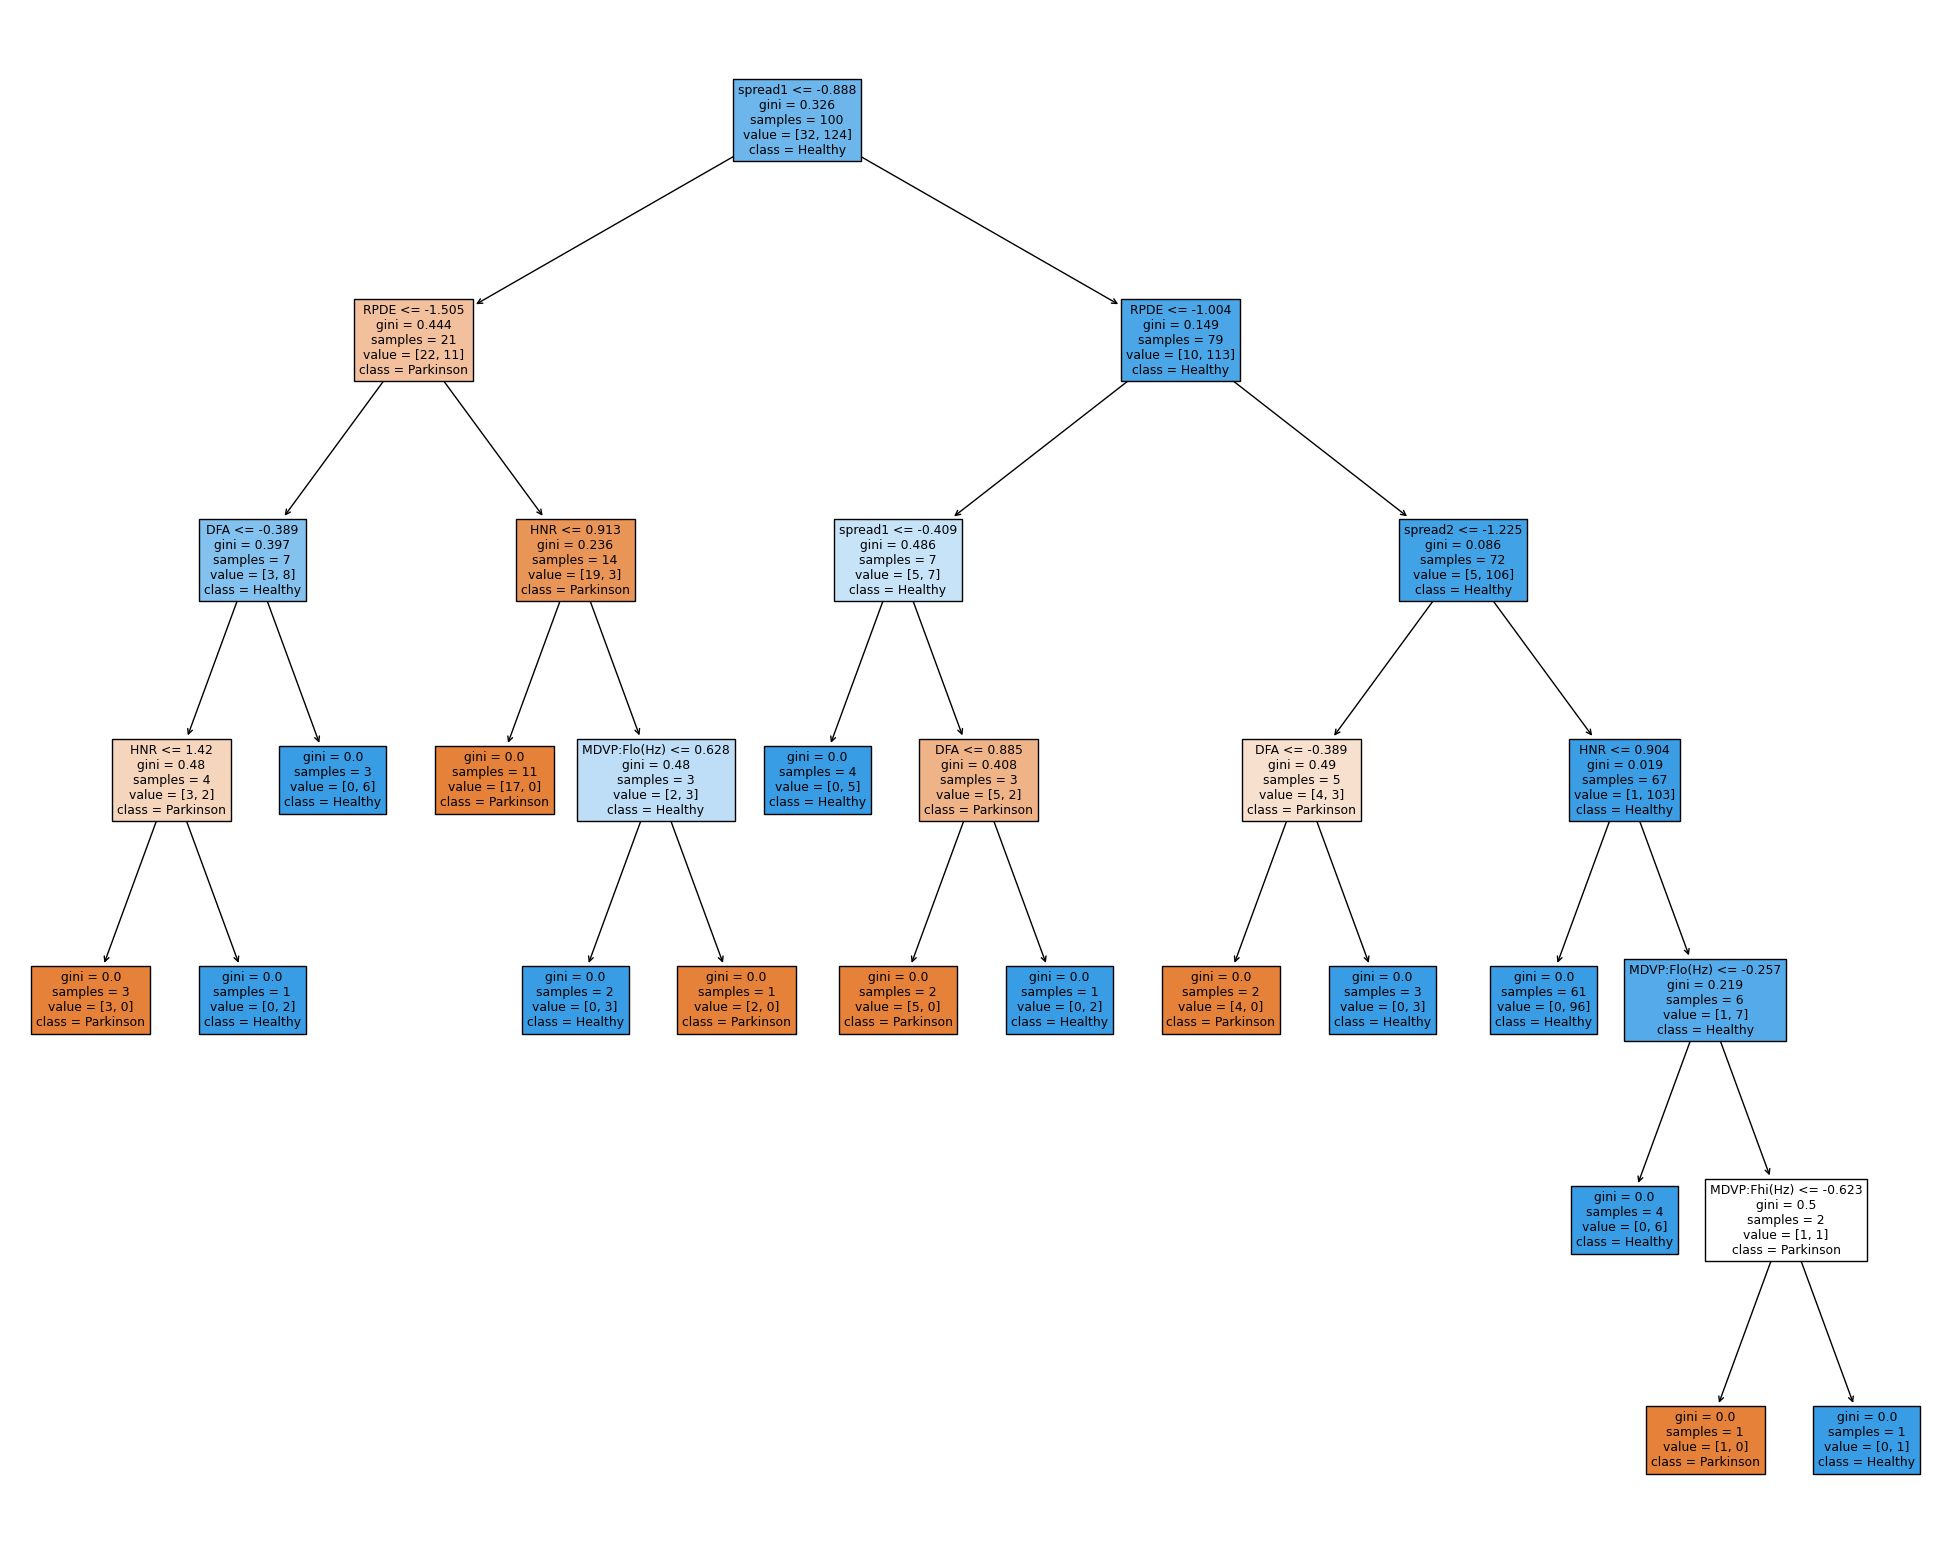 spread1 <= -0.888
gini = 0.326
samples = 100
value = [32, 124]
class = Healthy
RPDE <= -1.505
gini = 0.444
samples = 21
value = [22, 11]
class = Parkinson
RPDE <= -1.004
gini = 0.149
samples = 79
value = [10, 113]
class = Healthy
DFA <= -0.389
gini = 0.397
samples = 7
value = [3, 8]
class = Healthy
HNR <= 0.913
gini = 0.236
samples = 14
value = [19, 3]
class = Parkinson
spread1 <= -0.409
gini = 0.486
samples = 7
value = [5, 7]
class = Healthy
spread2 <= -1.225
gini = 0.086
samples = 72
value = [5, 106]
class = Healthy
HNR <= 1.42
gini = 0.48
samples = 4
value = [3, 2]
class = Parkinson
gini = 0.0
samples = 3
value = [0, 6]
class = Healthy
gini = 0.0
samples = 11
value = [17, 0]
class = Parkinson
MDVP:Flo(Hz) <= 0.628
gini = 0.48
samples = 3
value = [2, 3]
class = Healthy
gini = 0.0
samples = 4
value = [0, 5]
class = Healthy
DFA <= 0.885
gini = 0.408
samples = 3
value = [5, 2]
class = Parkinson
DFA <= -0.389
gini = 0.49
samples = 5
value = [4, 3]
class = Parkinson
HNR <= 0.904
gini = 0.019
samples = 67
value = [1, 103]
class = Healthy
gini = 0.0
samples = 3
value = [3, 0]
class = Parkinson
gini = 0.0
samples = 1
value = [0, 2]
class = Healthy
gini = 0.0
samples = 2
value = [0, 3]
class = Healthy
gini = 0.0
samples = 1
value = [2, 0]
class = Parkinson
gini = 0.0
samples = 2
value = [5, 0]
class = Parkinson
gini = 0.0
samples = 1
value = [0, 2]
class = Healthy
gini = 0.0
samples = 2
value = [4, 0]
class = Parkinson
gini = 0.0
samples = 3
value = [0, 3]
class = Healthy
gini = 0.0
samples = 61
value = [0, 96]
class = Healthy
MDVP:Flo(Hz) <= -0.257
gini = 0.219
samples = 6
value = [1, 7]
class = Healthy
gini = 0.0
samples = 4
value = [0, 6]
class = Healthy
MDVP:Fhi(Hz) <= -0.623
gini = 0.5
samples = 2
value = [1, 1]
class = Parkinson
gini = 0.0
samples = 1
value = [1, 0]
class = Parkinson
gini = 0.0
samples = 1
value = [0, 1]
class = Healthy